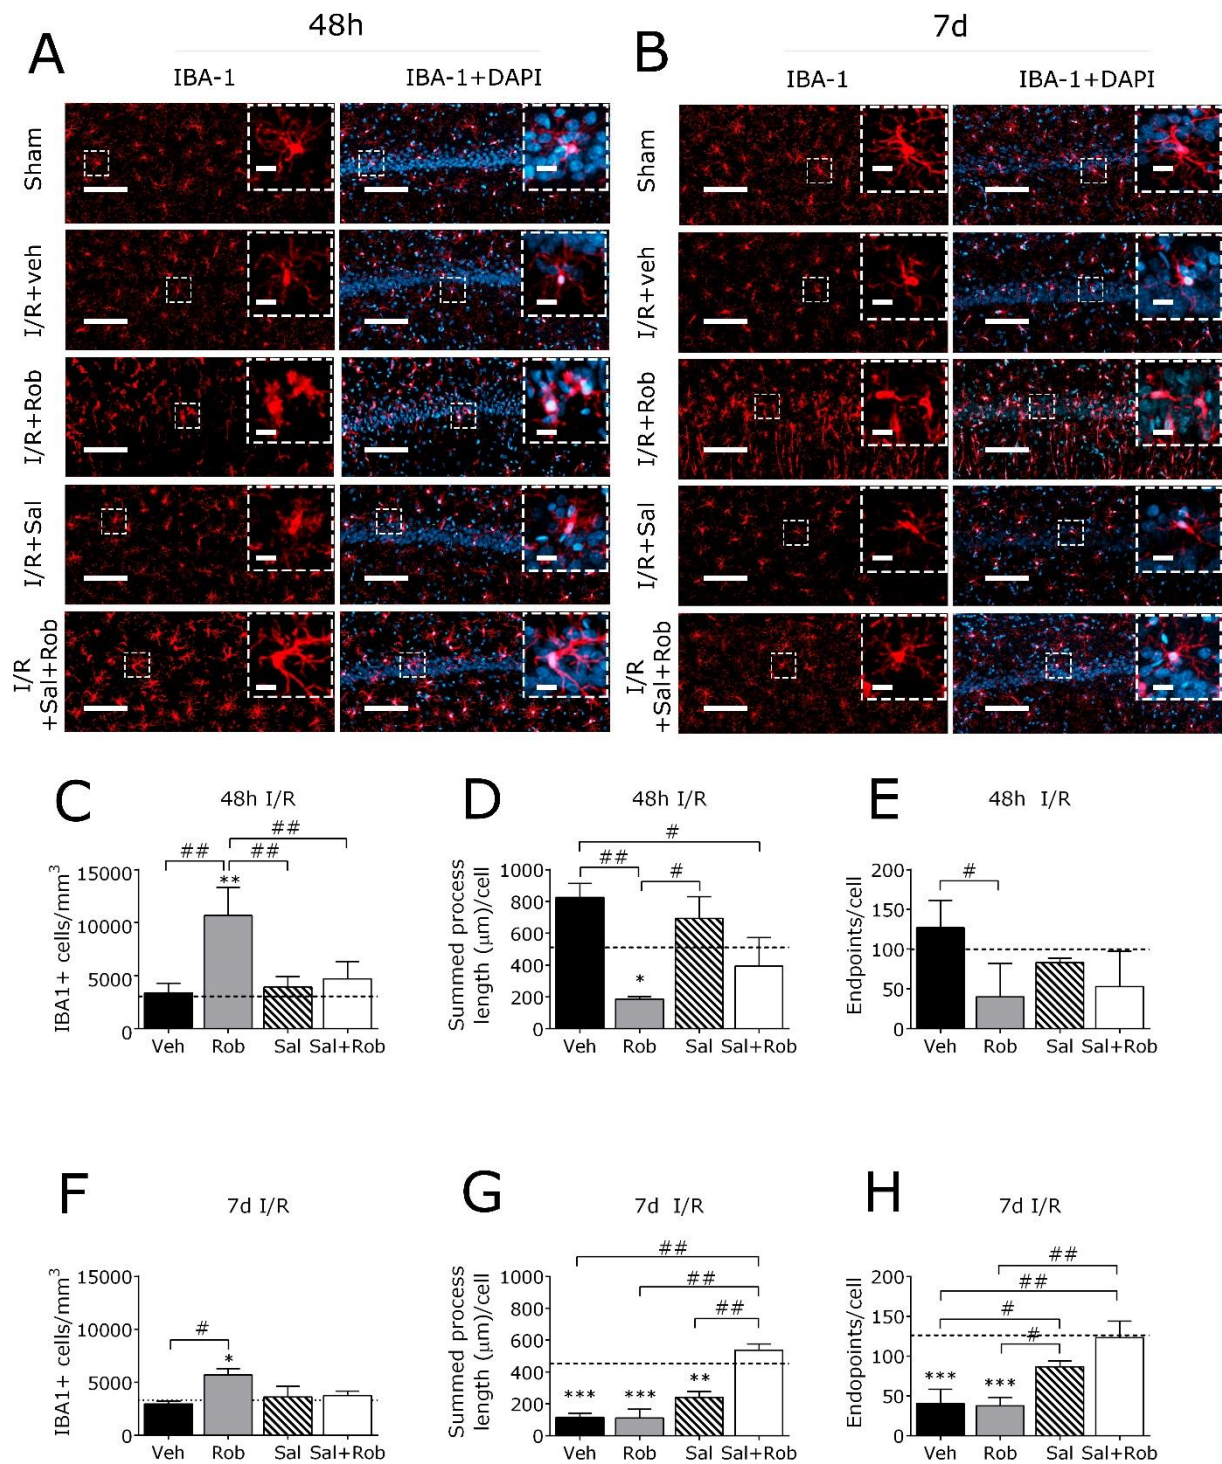 A
48h
IBA-1 IBA-1+DAPI
Sham
I/R+veh
I/R+Rob
I/R+Sal
I/R
+Sal+Rob
B
7d
IBA-1 IBA-1+DAPI
Sham
I/R+veh
I/R+Rob
I/R+Sal
I/R
+Sal+Rob
C
48h I/R
IBA1+ cells/mm³
15000
10000
5000
0
##
## ##
**
Veh Rob Sal Sal+Rob
D
48h I/R
Summed process
length (μm)/cell
1000
800
600
400
200
0
#
## #
*
Veh Rob Sal Sal+Rob
E
48h I/R
Endpoints/cell
200
150
100
50
0
#
Veh Rob Sal Sal+Rob
F
7d I/R
IBA1+ cells/mm³
15000
10000
5000
0
#
*
Veh Rob Sal Sal+Rob
G
7d I/R
Summed process
length (μm)/cell
1000
800
600
400
200
0
##
##
##
*** *** **
Veh Rob Sal Sal+Rob
H
7d I/R
Endopoints/cell
200
150
100
50
0
##
##
#
#
*** ***
Veh Rob Sal Sal+Rob